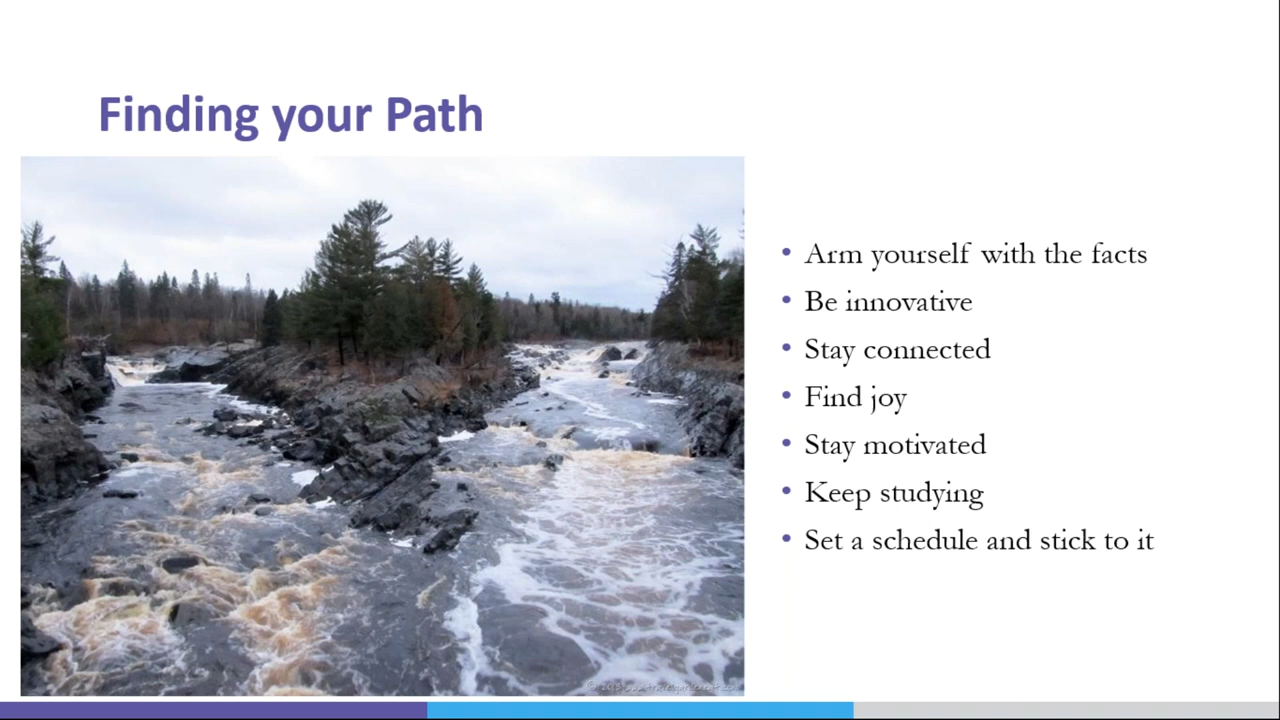 Finding your Path
Arm yourself with the facts
Be innovative
Stay connected
Find joy
Stay motivated
Keep studying
Set a schedule and stick to it